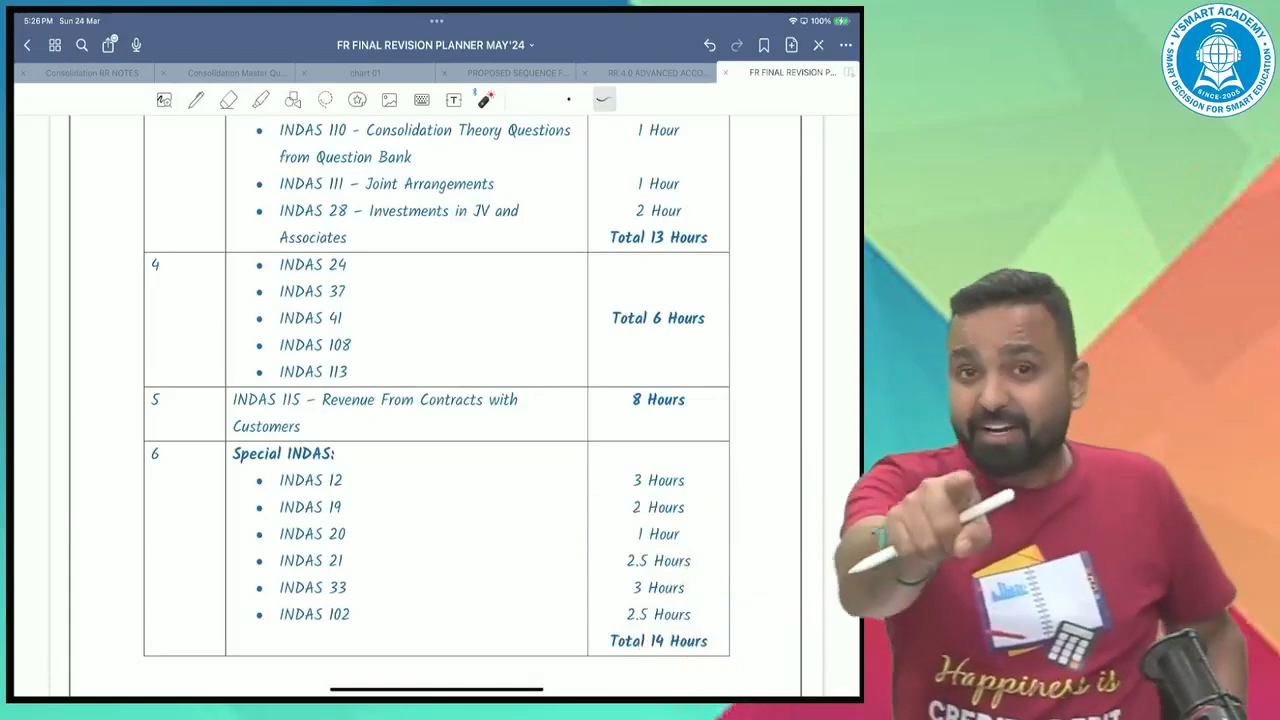 5:26 PM Sun 24 Mar
100%
FR FINAL REVISION PLANNER MAY'24
Consolidation RR NOTES
Consolidation Master Qu...
chart 01
PROPOSED SEQUENCE F...
RR 4.0 ADVANCED ACCO...
FR FINAL REVISION P...
INDAS 110 – Consolidation Theory Questions from Question Bank
1 Hour
INDAS 111 – Joint Arrangements
1 Hour
INDAS 28 – Investments in JV and Associates
2 Hour
Total 13 Hours
4
INDAS 24
INDAS 37
INDAS 41
INDAS 108
INDAS 113
Total 6 Hours
5
INDAS 115 – Revenue From Contracts with Customers
8 Hours
6
Special INDAS:
INDAS 12
3 Hours
INDAS 19
2 Hours
INDAS 20
1 Hour
INDAS 21
2.5 Hours
INDAS 33
3 Hours
INDAS 102
2.5 Hours
Total 14 Hours
V'SMART ACADEMY
SINCE-2005
SMART DECISION FOR SMART EDUCATION
Happiness is